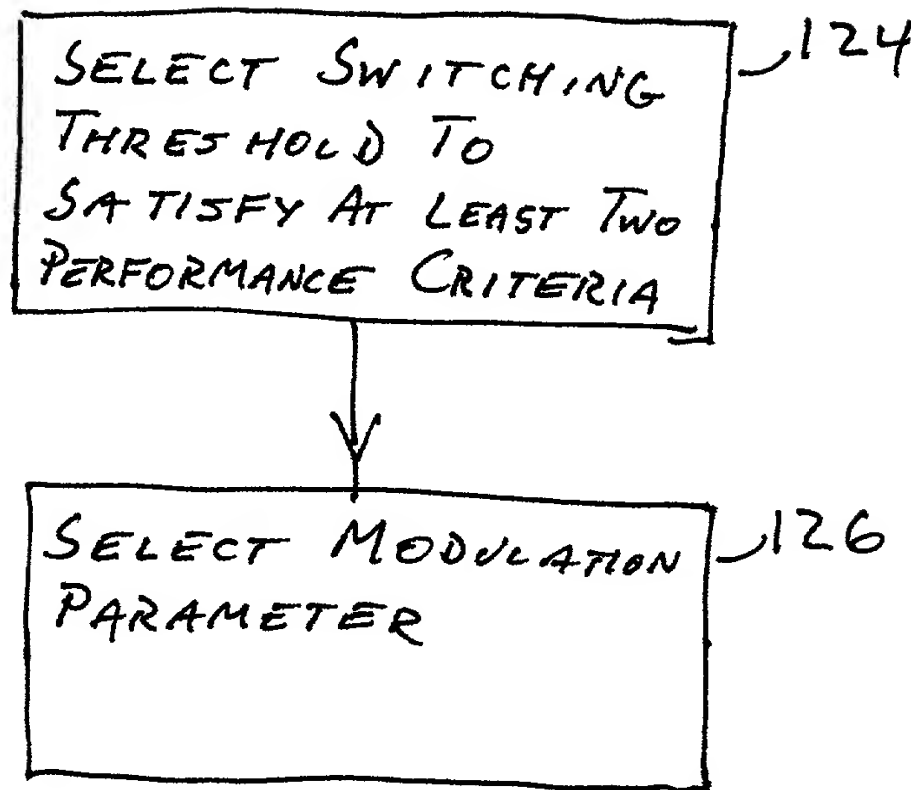 SELECT SWITCHING 124
THRESHOLD TO
SATISFY AT LEAST TWO
PERFORMANCE CRITERIA
SELECT MODULATION 126
PARAMETER